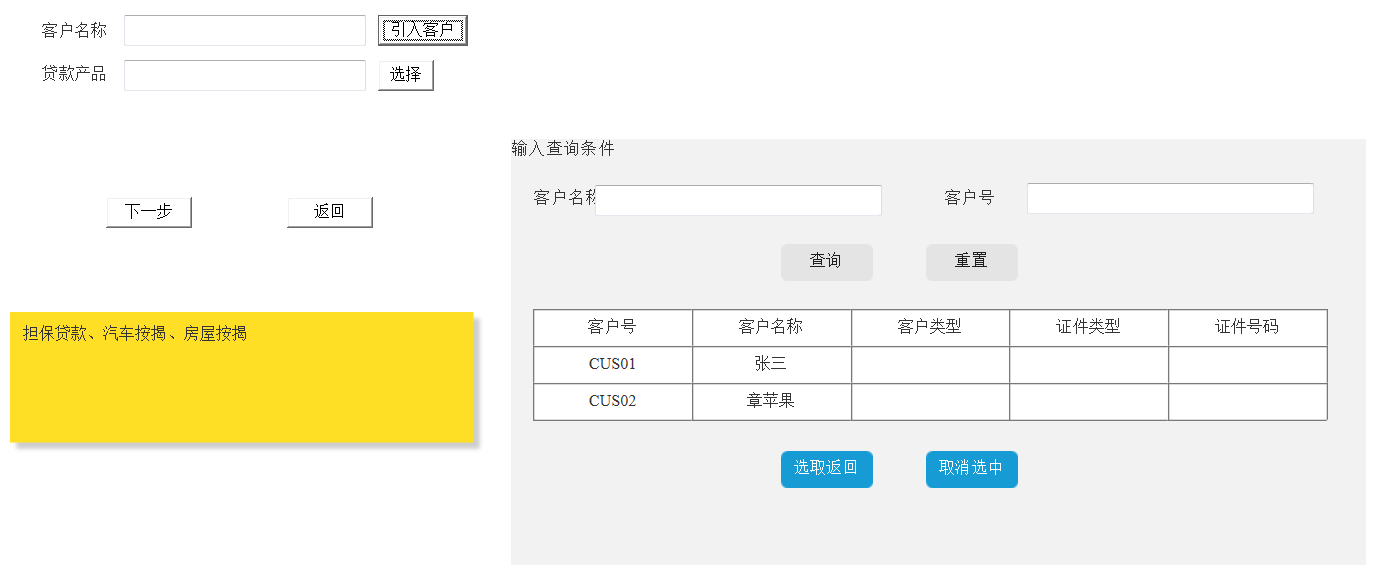 客户名称 引入客户
贷款产品 选择
下一步 返回
担保贷款、汽车按揭、房屋按揭
输入查询条件
客户名称 客户号
查询 重置
客户号 客户名称 客户类型 证件类型 证件号码
CUS01 张三
CUS02 章苹果
选取返回 取消选中